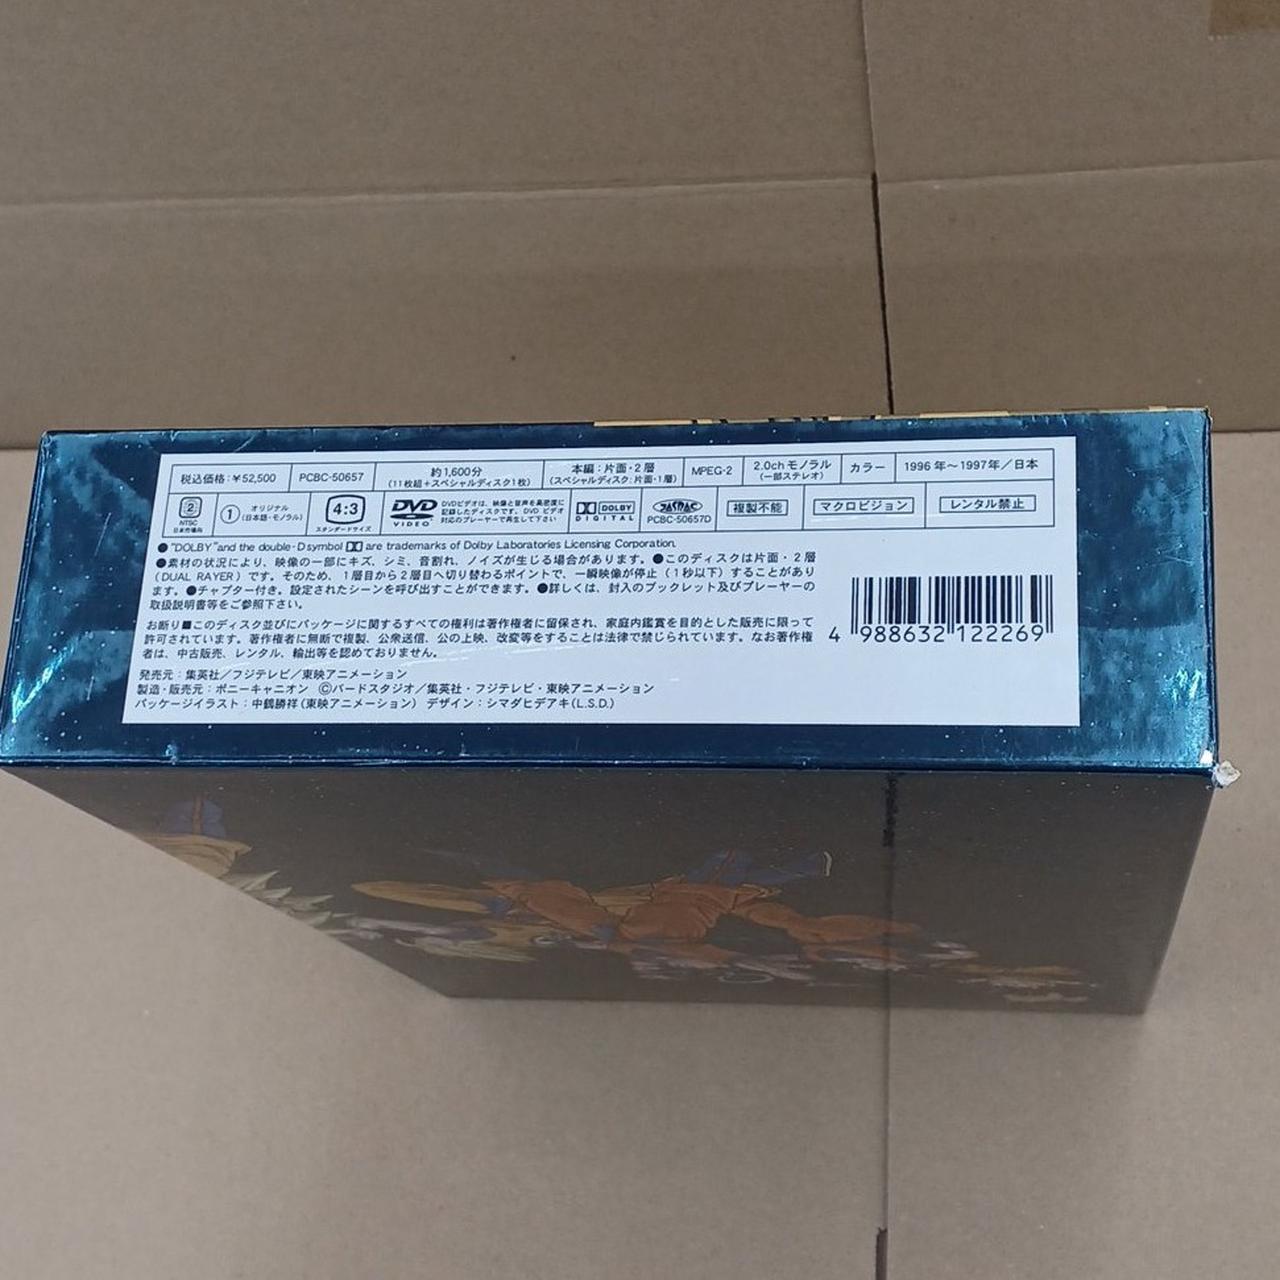 税込価格：¥52,500 PCBC-50657 約1,600分 (11枚組＋スペシャルディスク1枚) 本編：片面・2層 (スペシャルディスク：片面・1層) MPEG-2 2.0chモノラル (一部ステレオ) カラー 1996年〜1997年／日本
2 NTSC 日本市場向 1 オリジナル (日本語・モノラル) 4:3 スタンダードサイズ DVD VIDEO DVDビデオは、映像と音声を高密度に記録したディスクです。DVD ビデオ対応のプレーヤーで再生して下さい DOLBY DIGITAL JASRAC PCBC-50657D 複製不能 マクロビジョン レンタル禁止
●"DOLBY"and the double-D symbol are trademarks of Dolby Laboratories Licensing Corporation.
●素材の状況により、映像の一部にキズ、シミ、音割れ、ノイズが生じる場合があります。●このディスクは片面・2層
(DUAL RAYER)です。そのため、1層目から2層目へ切り替わるポイントで、一瞬映像が停止（1秒以下）することがあり
ます。●チャプター付き。設定されたシーンを呼び出すことができます。●詳しくは、封入のブックレット及びプレーヤーの
取扱説明書等をご参照下さい。
お断り■このディスク並びにパッケージに関するすべての権利は著作権者に留保され、家庭内鑑賞を目的とした販売に限って
許可されています。著作権者に無断で複製、公衆送信、公の上映、改変等をすることは法律で禁じられています。なお著作権
者は、中古販売、レンタル、輸出等を認めておりません。
4 988632 122269
発売元：集英社／フジテレビ／東映アニメーション
製造・販売元：ポニーキャニオン Ⓒバードスタジオ／集英社・フジテレビ・東映アニメーション
パッケージイラスト：中鶴勝祥(東映アニメーション) デザイン：シマダヒデアキ(L.S.D.)